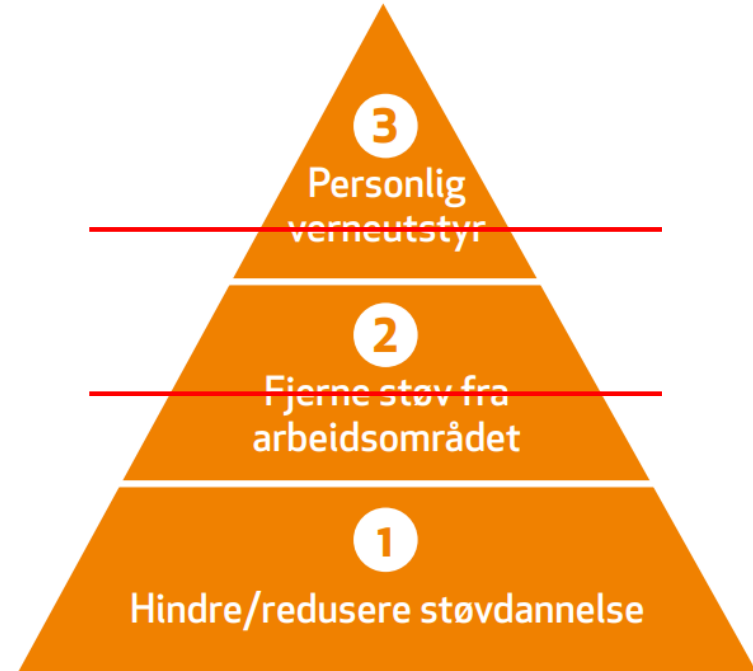 3
Personlig
verneutstyr
2
Fjerne støv fra
arbeidsområdet
1
Hindre/redusere støvdannelse